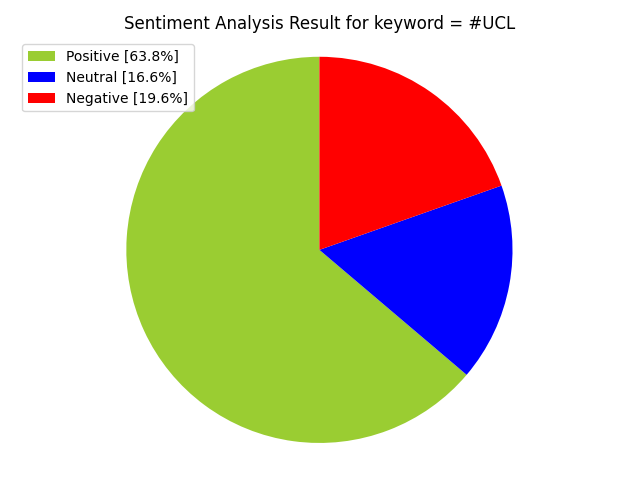 Sentiment Analysis Result for keyword = #UCL
Positive [63.8%]
Neutral [16.6%]
Negative [19.6%]